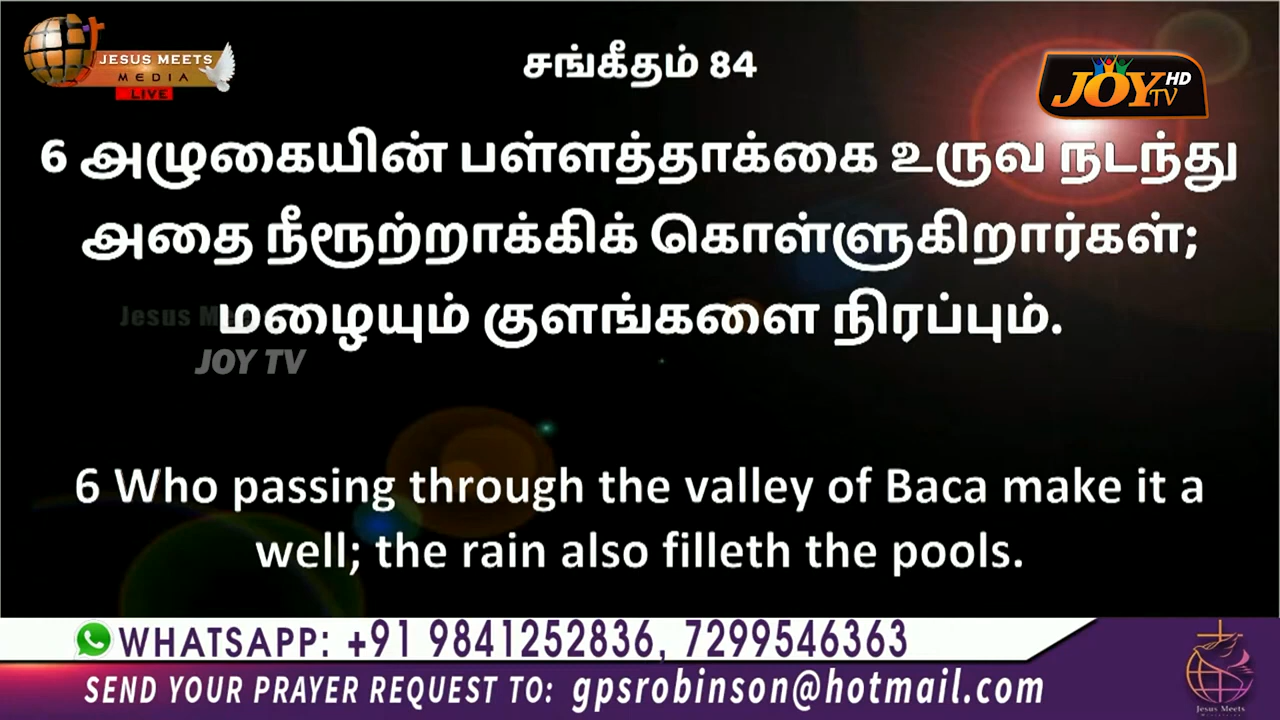 JESUS MEETS
MEDIA
LIVE
சங்கீதம் 84
JOY TV HD
6 அழுகையின் பள்ளத்தாக்கை உருவ நடந்து
அதை நீரூற்றாக்கிக் கொள்ளுகிறார்கள்;
மழையும் குளங்களை நிரப்பும்.
Jesus Me
JOY TV
6 Who passing through the valley of Baca make it a
well; the rain also filleth the pools.
WHATSAPP: +91 9841252836, 7299546363
SEND YOUR PRAYER REQUEST TO: gpsrobinson@hotmail.com
Jesus Meets